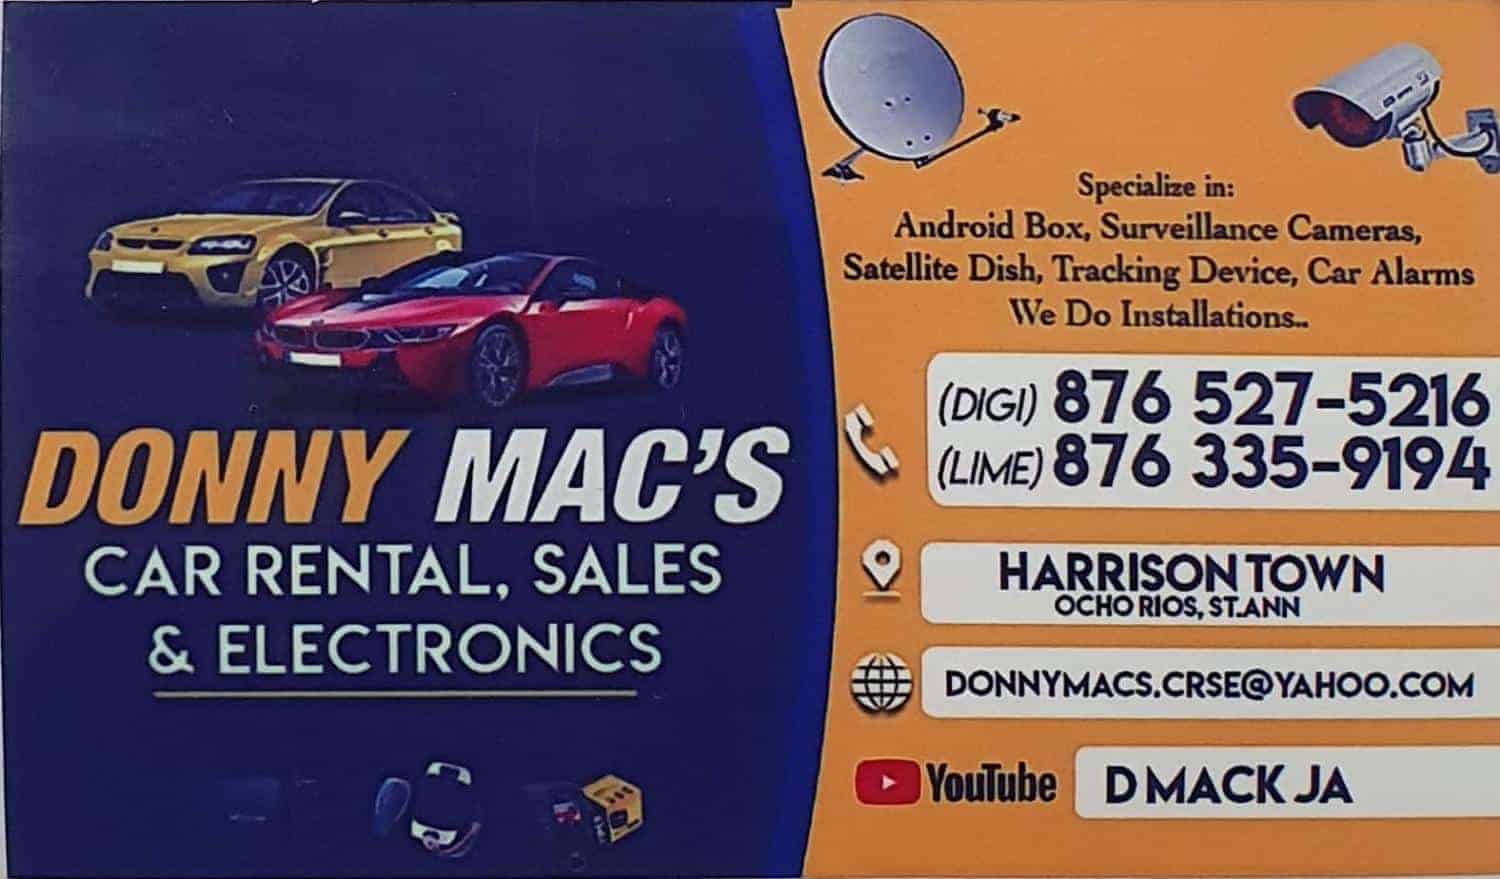 DONNY MAC'S
CAR RENTAL, SALES
& ELECTRONICS
Specialize in:
Android Box, Surveillance Cameras,
Satellite Dish, Tracking Device, Car Alarms
We Do Installations..
(DIGI) 876 527-5216
(LIME) 876 335-9194
HARRISON TOWN
OCHO RIOS, ST.ANN
DONNYMACS.CRSE@YAHOO.COM
YouTube D MACK JA